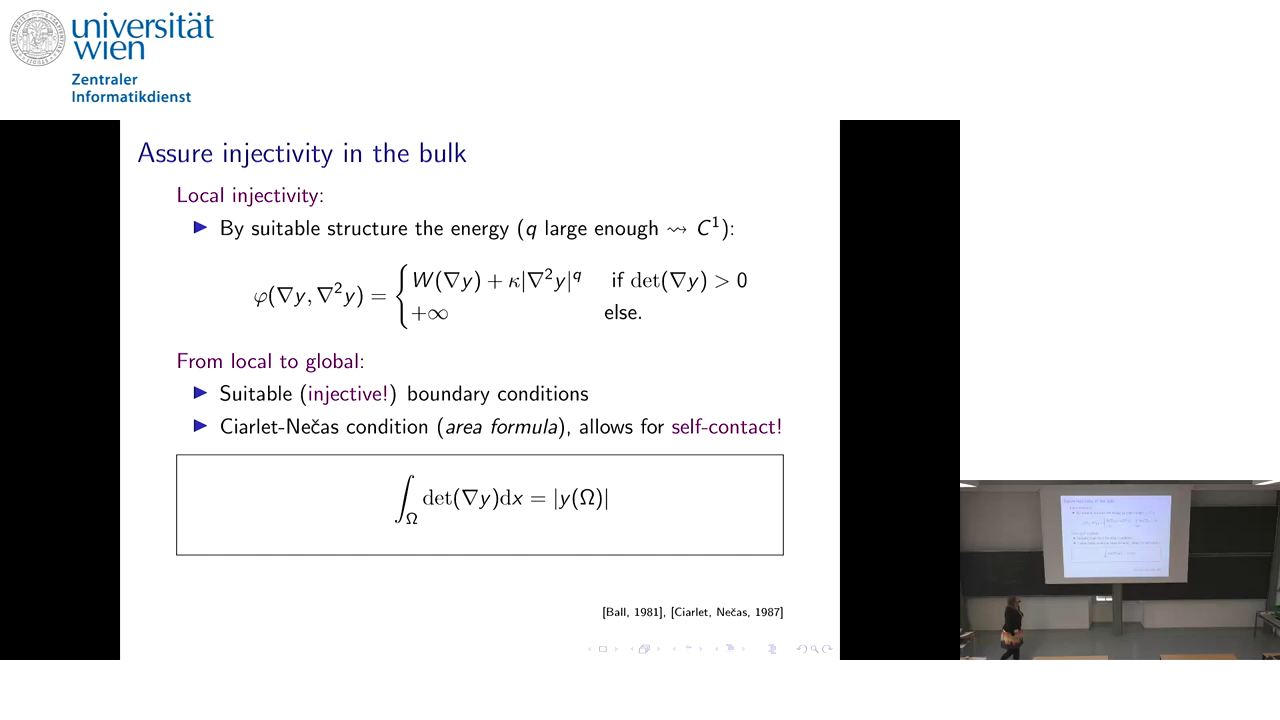 universität
wien
Zentraler
Informatikdienst
Assure injectivity in the bulk
Local injectivity:
▶ By suitable structure the energy (q large enough ⇝ C¹):
φ(∇y, ∇²y) = { W(∇y) + κ|∇²y|^q if det(∇y) > 0
+∞ else.
From local to global:
▶ Suitable (injective!) boundary conditions
▶ Ciarlet-Nečas condition (area formula), allows for self-contact!
∫_Ω det(∇y)dx = |y(Ω)|
[Ball, 1981], [Ciarlet, Nečas, 1987]